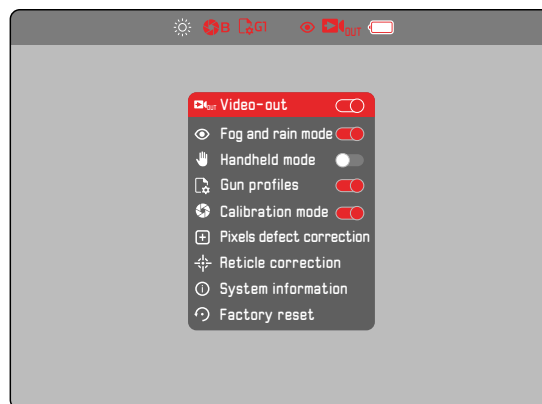 B G1 OUT
OUT Video-out
Fog and rain mode
Handheld mode
Gun profiles
Calibration mode
Pixels defect correction
Reticle correction
System information
Factory reset